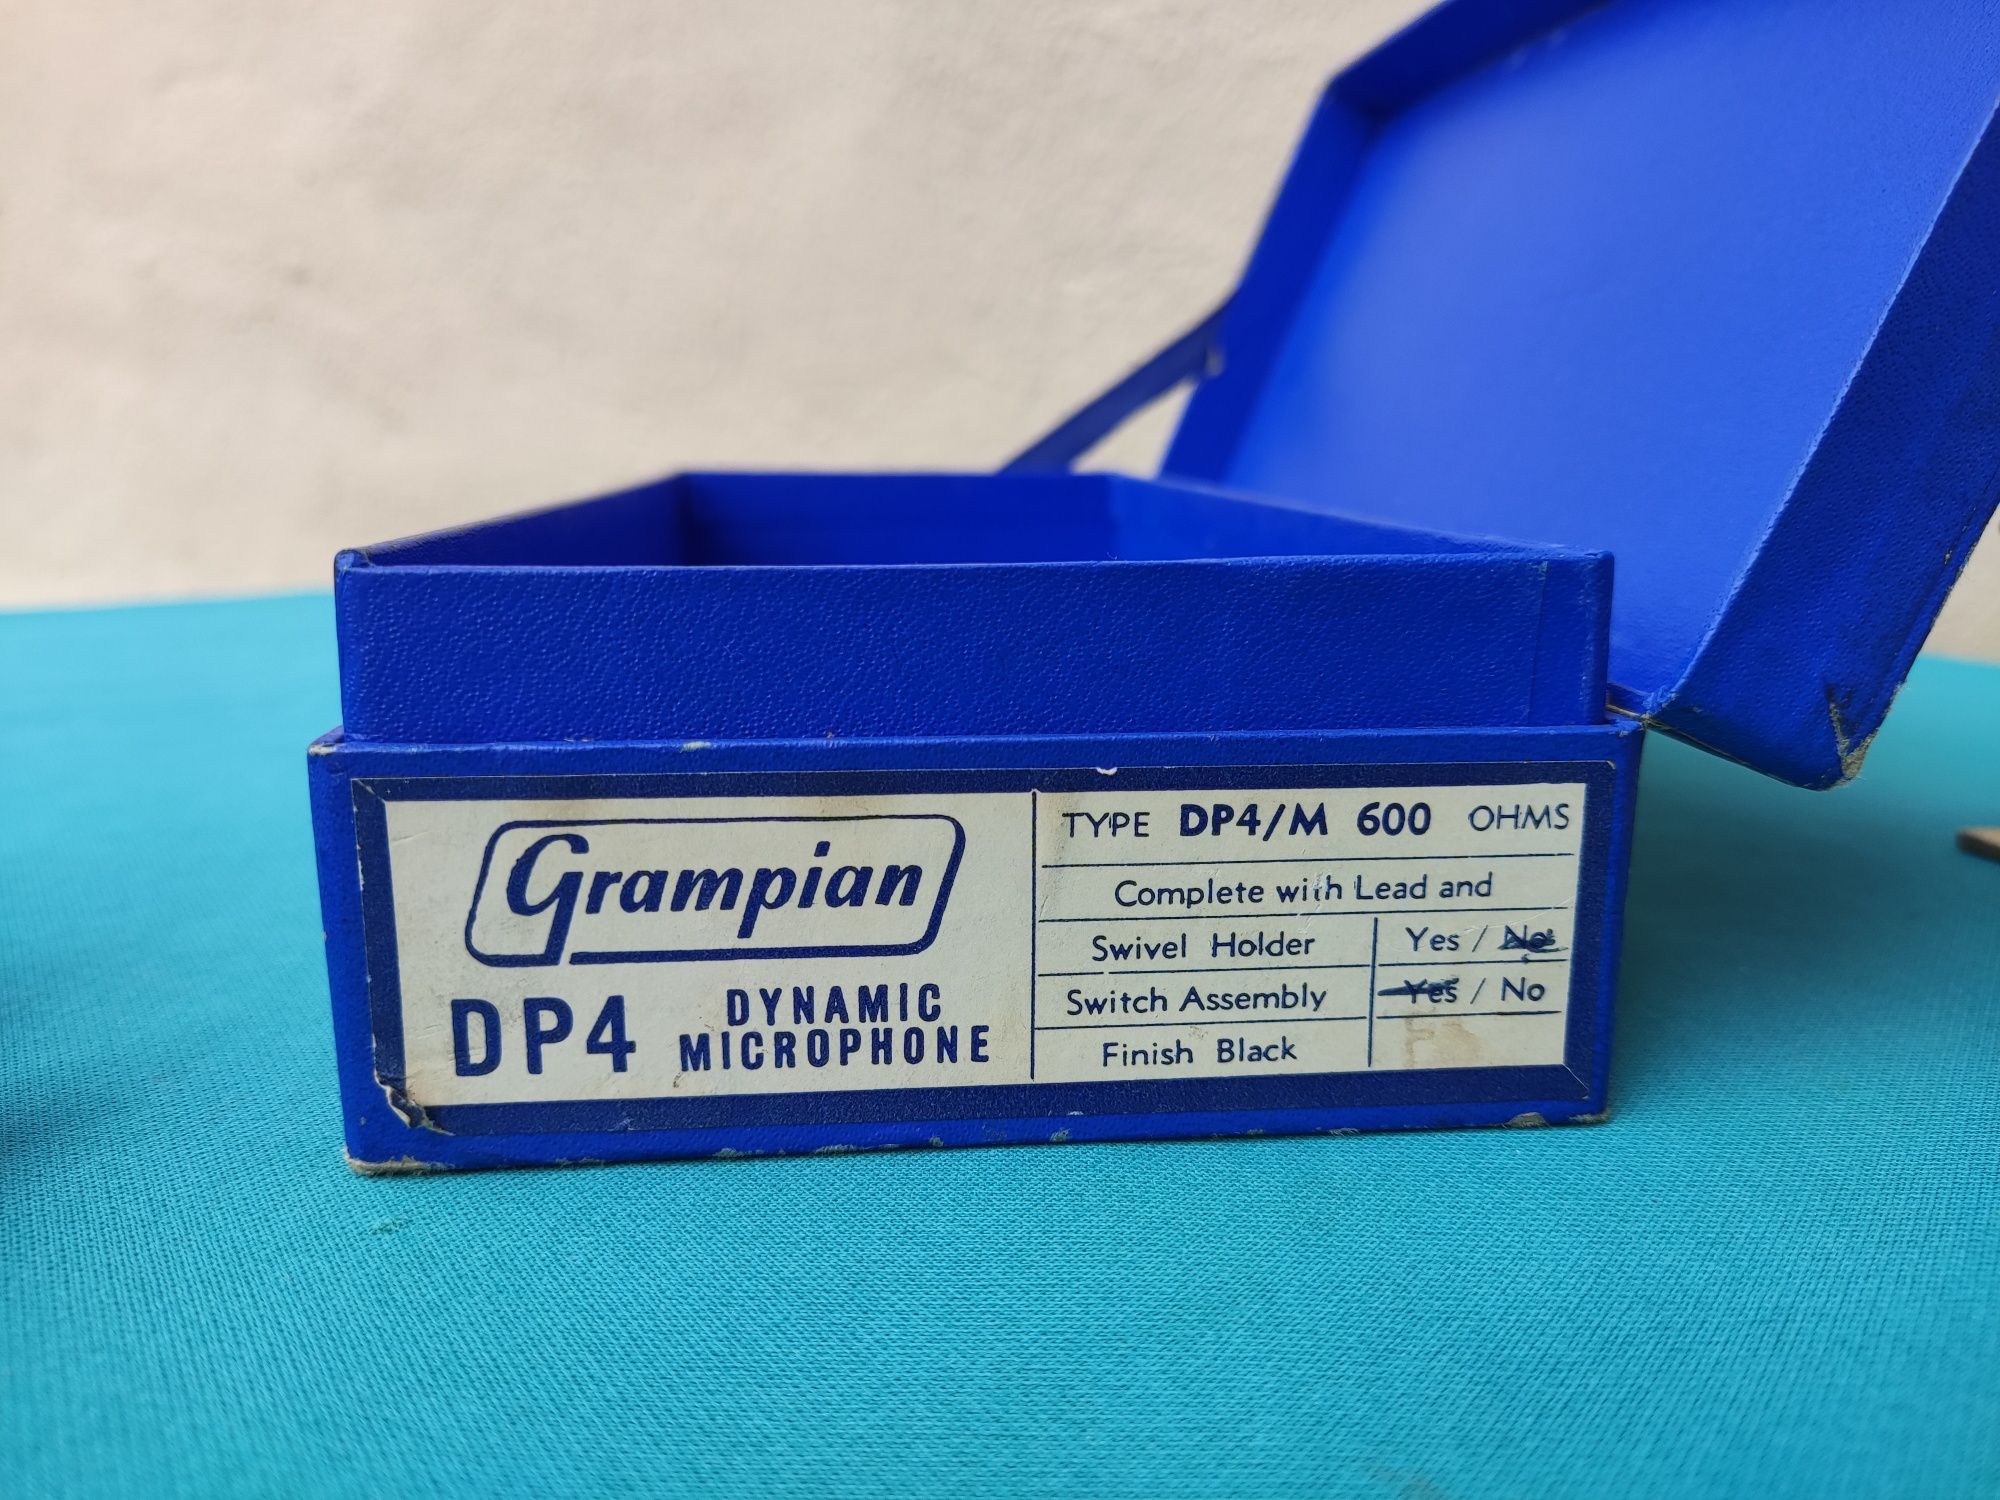 Grampian
DP4 DYNAMIC
MICROPHONE
TYPE DP4/M 600 OHMS
Complete with Lead and
Swivel Holder Yes / No
Switch Assembly Yes / No
Finish Black